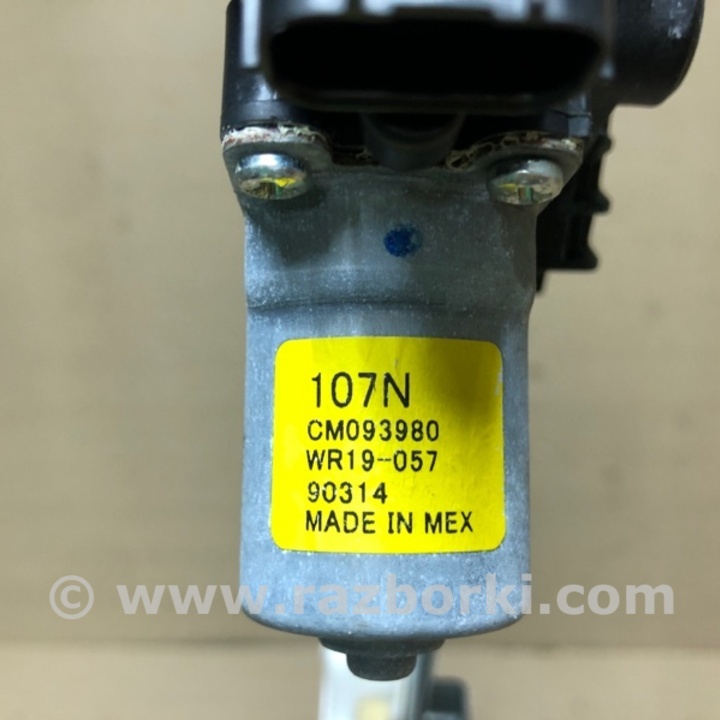 107N
CM093980
WR19-057
90314
MADE IN MEX
© www.razborki.com